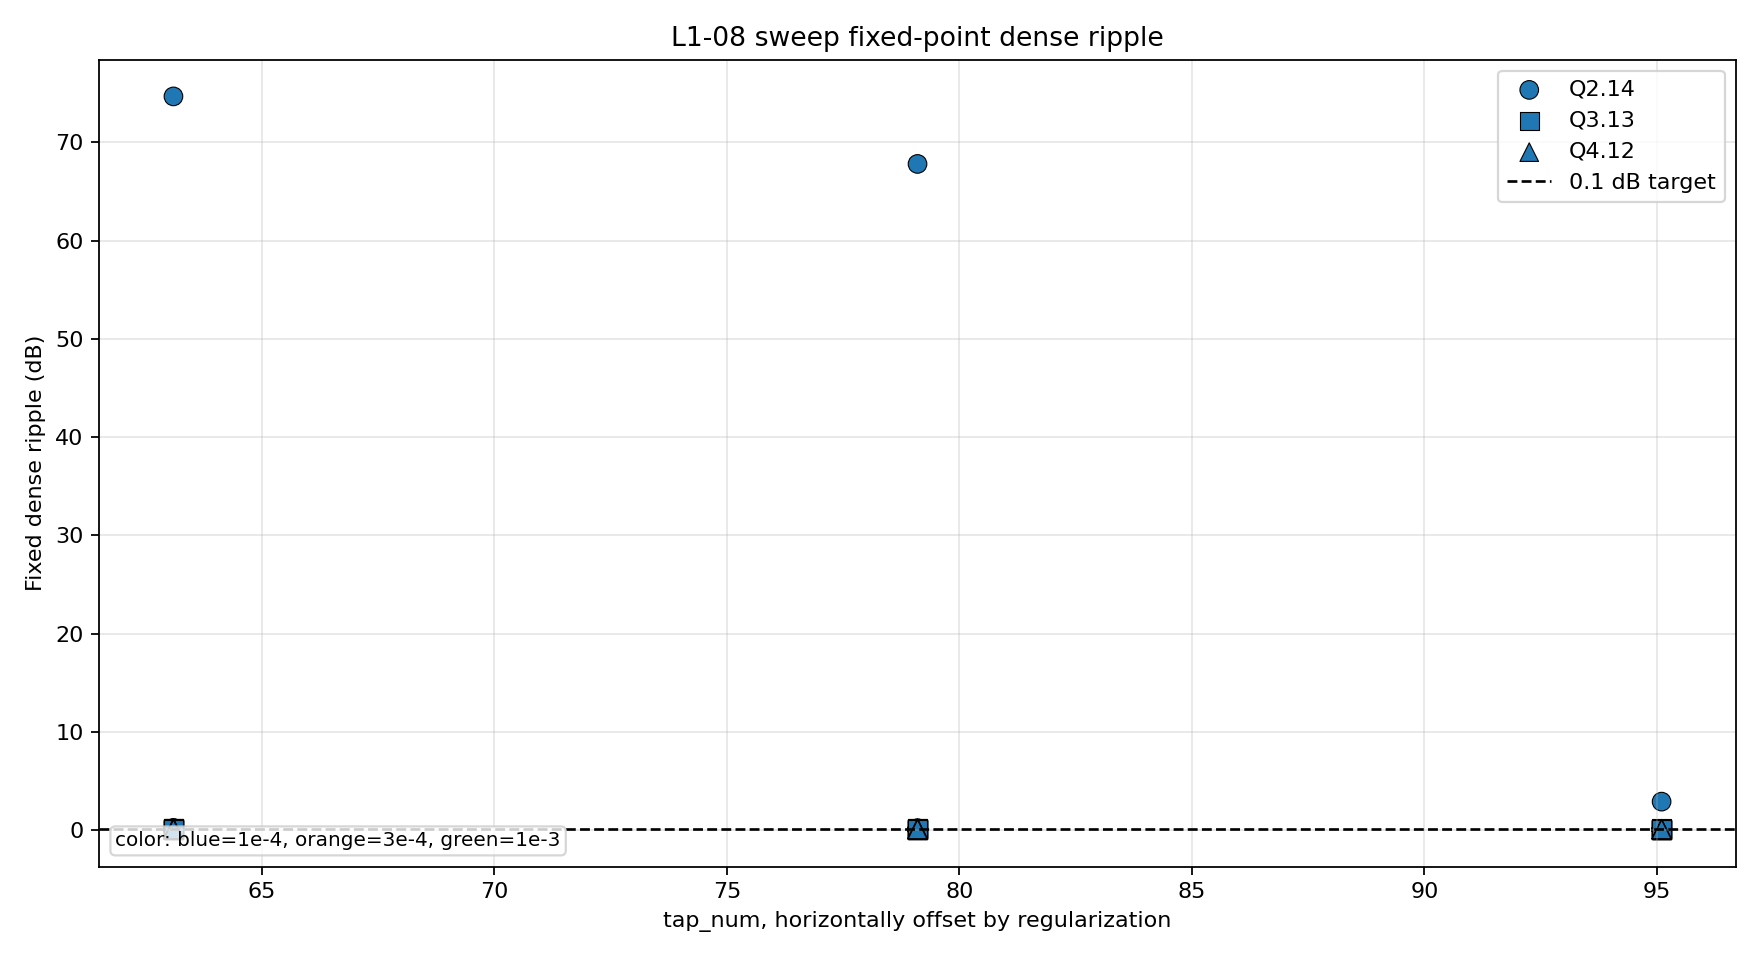 L1-08 sweep fixed-point dense ripple
Q2.14
Q3.13
Q4.12
0.1 dB target
Fixed dense ripple (dB)
70
60
50
40
30
20
10
0
color: blue=1e-4, orange=3e-4, green=1e-3
65
70
75
80
85
90
95
tap_num, horizontally offset by regularization